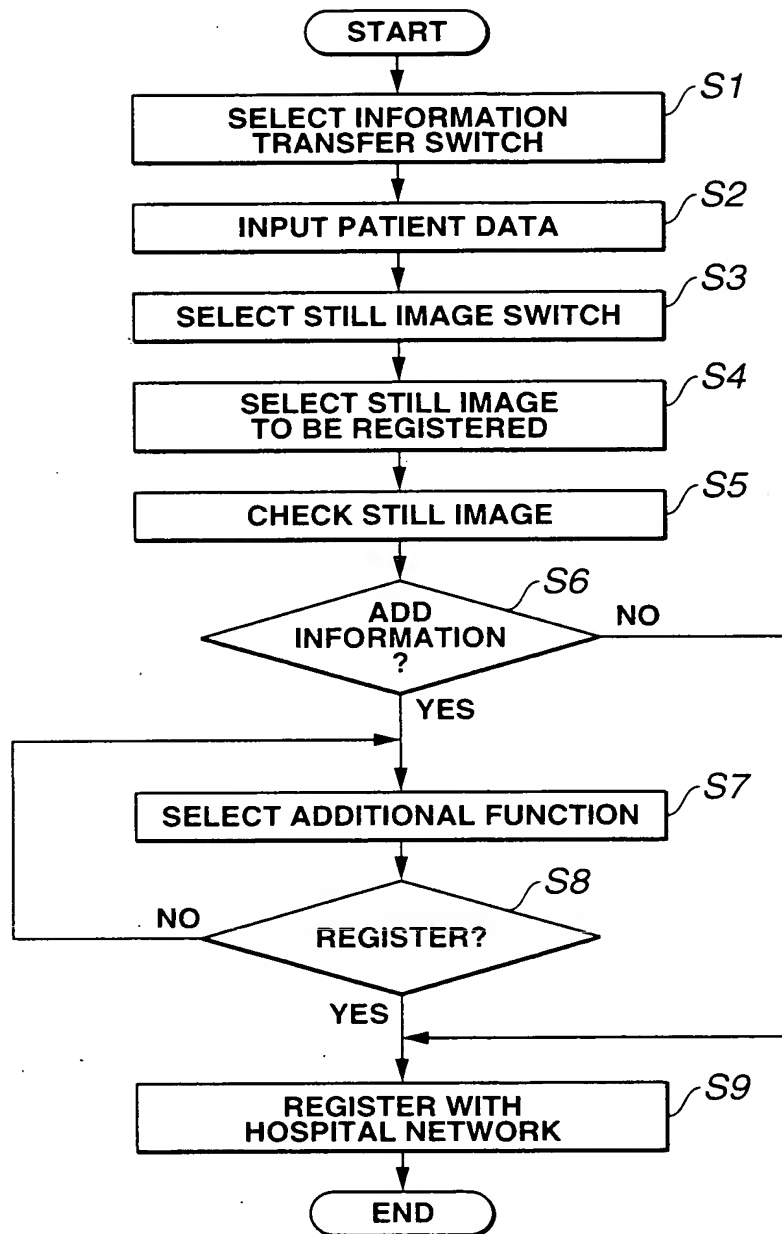 START
S1
SELECT INFORMATION
TRANSFER SWITCH
S2
INPUT PATIENT DATA
S3
SELECT STILL IMAGE SWITCH
S4
SELECT STILL IMAGE
TO BE REGISTERED
S5
CHECK STILL IMAGE
S6
ADD
INFORMATION
?
NO
YES
S7
SELECT ADDITIONAL FUNCTION
S8
NO
REGISTER?
YES
S9
REGISTER WITH
HOSPITAL NETWORK
END